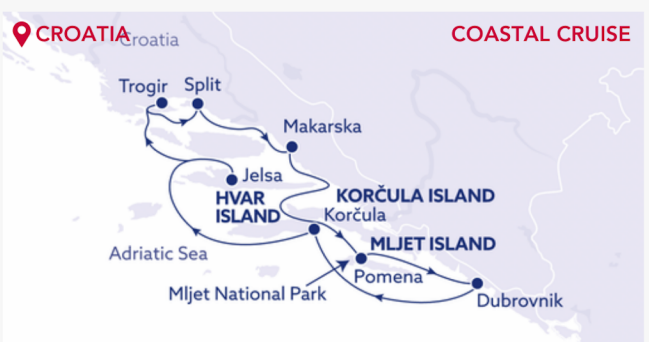 CROATIA
COASTAL CRUISE
Croatia
Trogir
Split
Makarska
Jelsa
HVAR
ISLAND
KORČULA ISLAND
Korčula
MLJET ISLAND
Adriatic Sea
Pomena
Mljet National Park
Dubrovnik